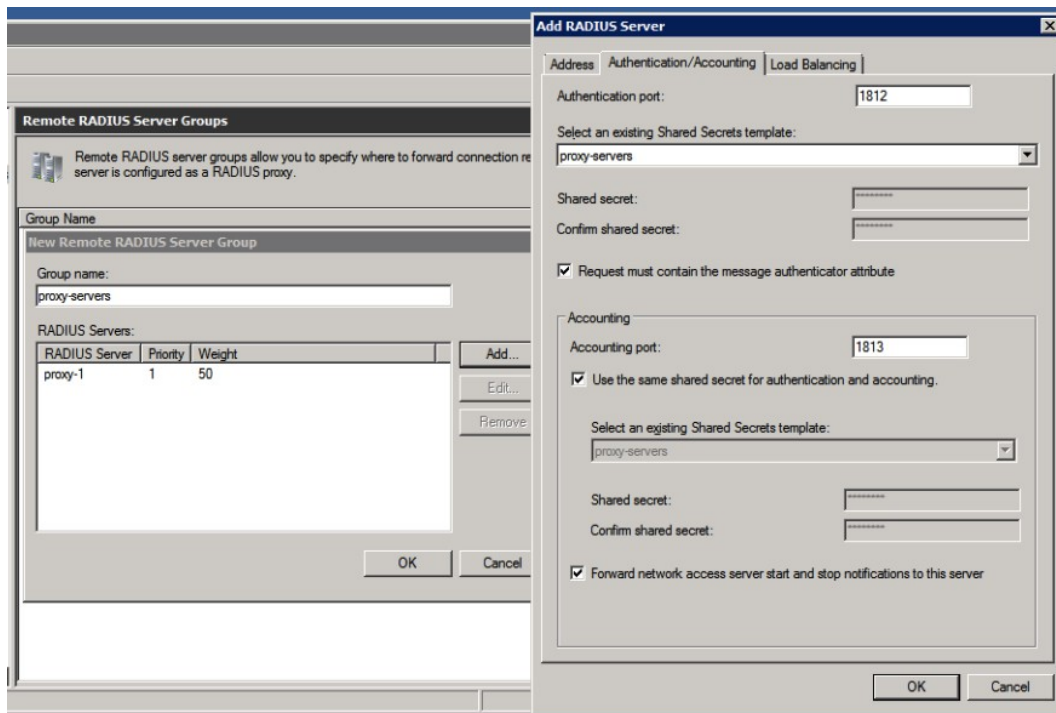 Remote RADIUS Server Groups
Remote RADIUS server groups allow you to specify where to forward connection re
server is configured as a RADIUS proxy.
Group Name
New Remote RADIUS Server Group
Group name:
proxy-servers
RADIUS Servers:
RADIUS Server Priority Weight
proxy-1 1 50
Add...
Edit...
Remove
OK Cancel
Add RADIUS Server
Address Authentication/Accounting Load Balancing
Authentication port: 1812
Select an existing Shared Secrets template:
proxy-servers
Shared secret: ********
Confirm shared secret: ********
Request must contain the message authenticator attribute
Accounting
Accounting port: 1813
Use the same shared secret for authentication and accounting.
Select an existing Shared Secrets template:
proxy-servers
Shared secret: ********
Confirm shared secret: ********
Forward network access server start and stop notifications to this server
OK Cancel